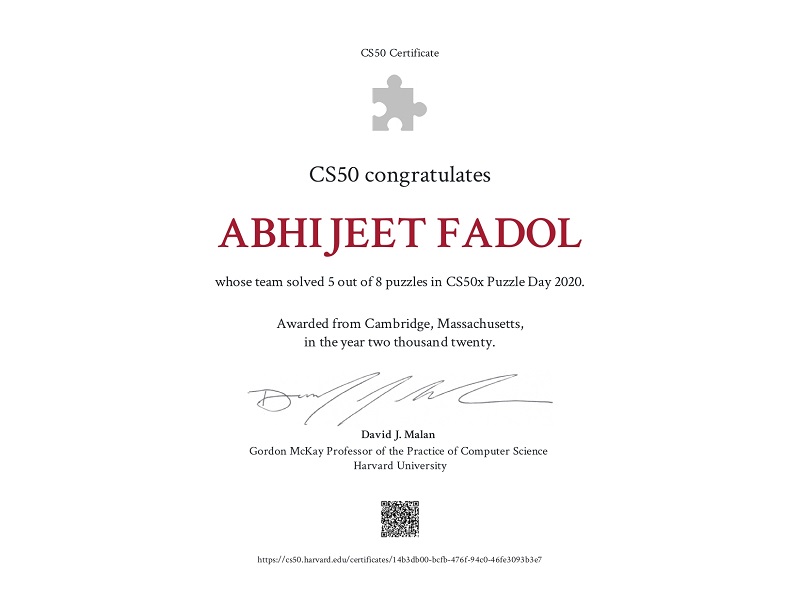 CS50 Certificate
CS50 congratulates
ABHIJEET FADOL
whose team solved 5 out of 8 puzzles in CS50x Puzzle Day 2020.
Awarded from Cambridge, Massachusetts,
in the year two thousand twenty.
David J. Malan
Gordon McKay Professor of the Practice of Computer Science
Harvard University
https://cs50.harvard.edu/certificates/14b3db00-bcfb-476f-94c0-46fe3093b3e7